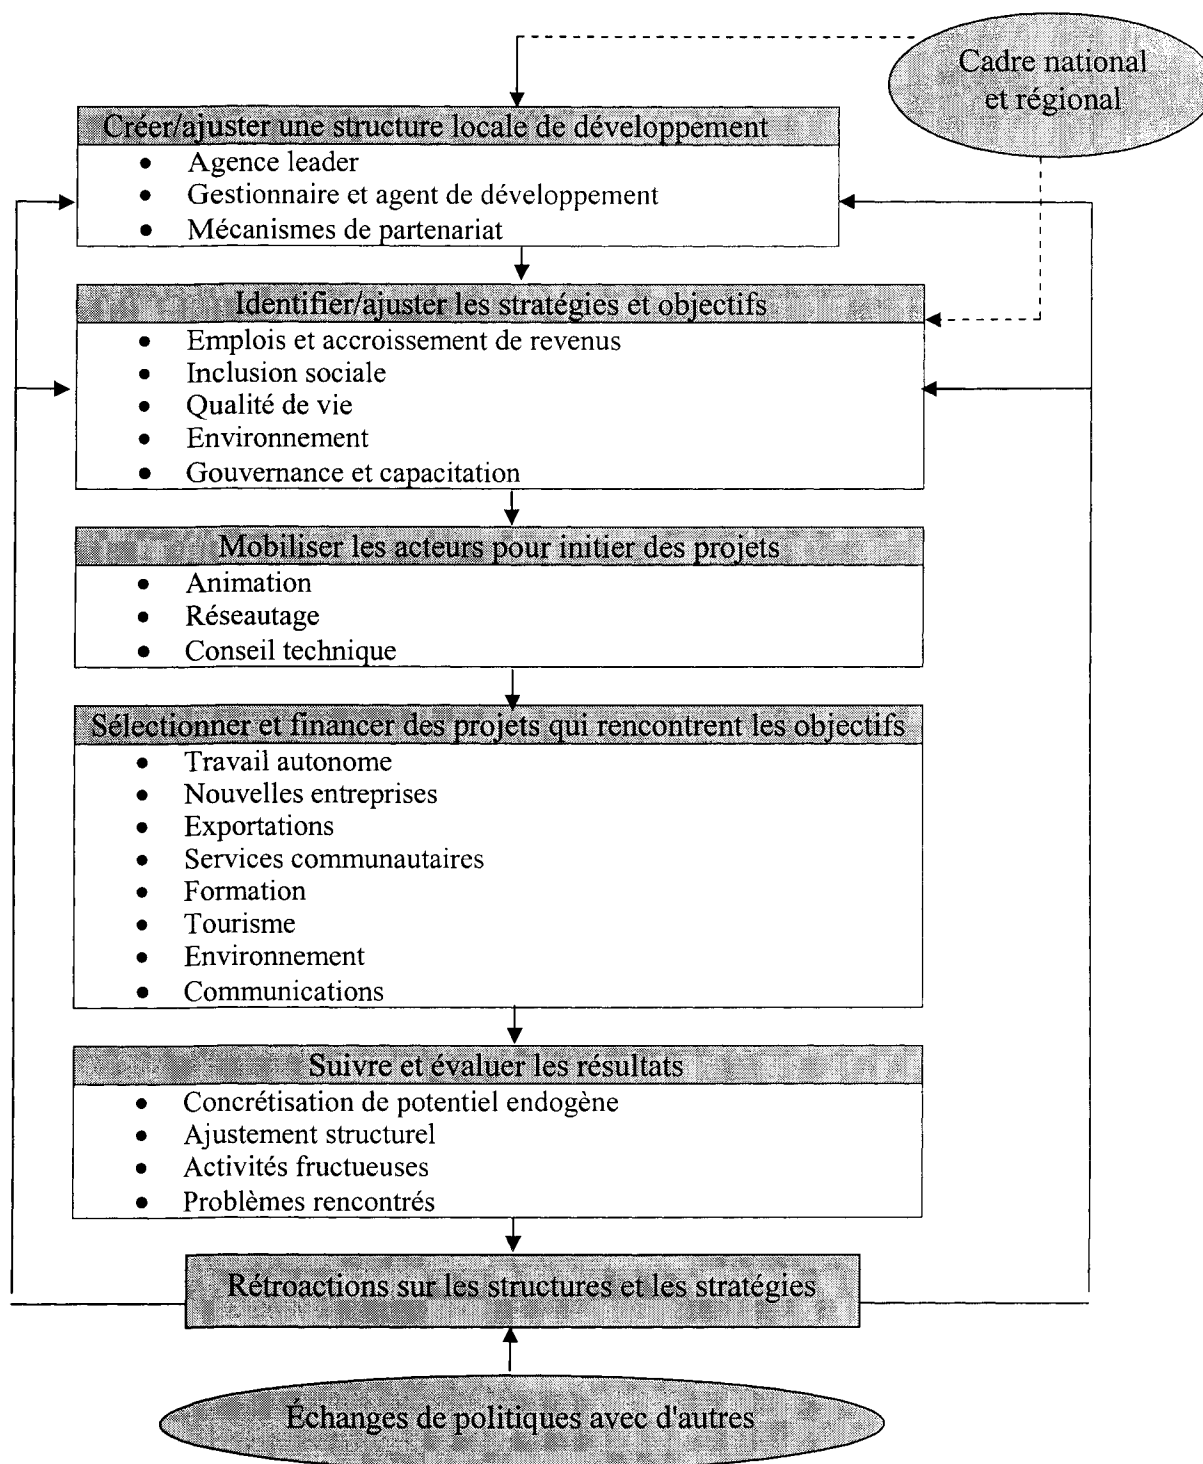 Cadre national
et régional
Créer/ajuster une structure locale de développement
• Agence leader
• Gestionnaire et agent de développement
• Mécanismes de partenariat
Identifier/ajuster les stratégies et objectifs
• Emplois et accroissement de revenus
• Inclusion sociale
• Qualité de vie
• Environnement
• Gouvernance et capacitation
Mobiliser les acteurs pour initier des projets
• Animation
• Réseautage
• Conseil technique
Sélectionner et financer des projets qui rencontrent les objectifs
• Travail autonome
• Nouvelles entreprises
• Exportations
• Services communautaires
• Formation
• Tourisme
• Environnement
• Communications
Suivre et évaluer les résultats
• Concrétisation de potentiel endogène
• Ajustement structurel
• Activités fructueuses
• Problèmes rencontrés
Rétroactions sur les structures et les stratégies
Échanges de politiques avec d'autres